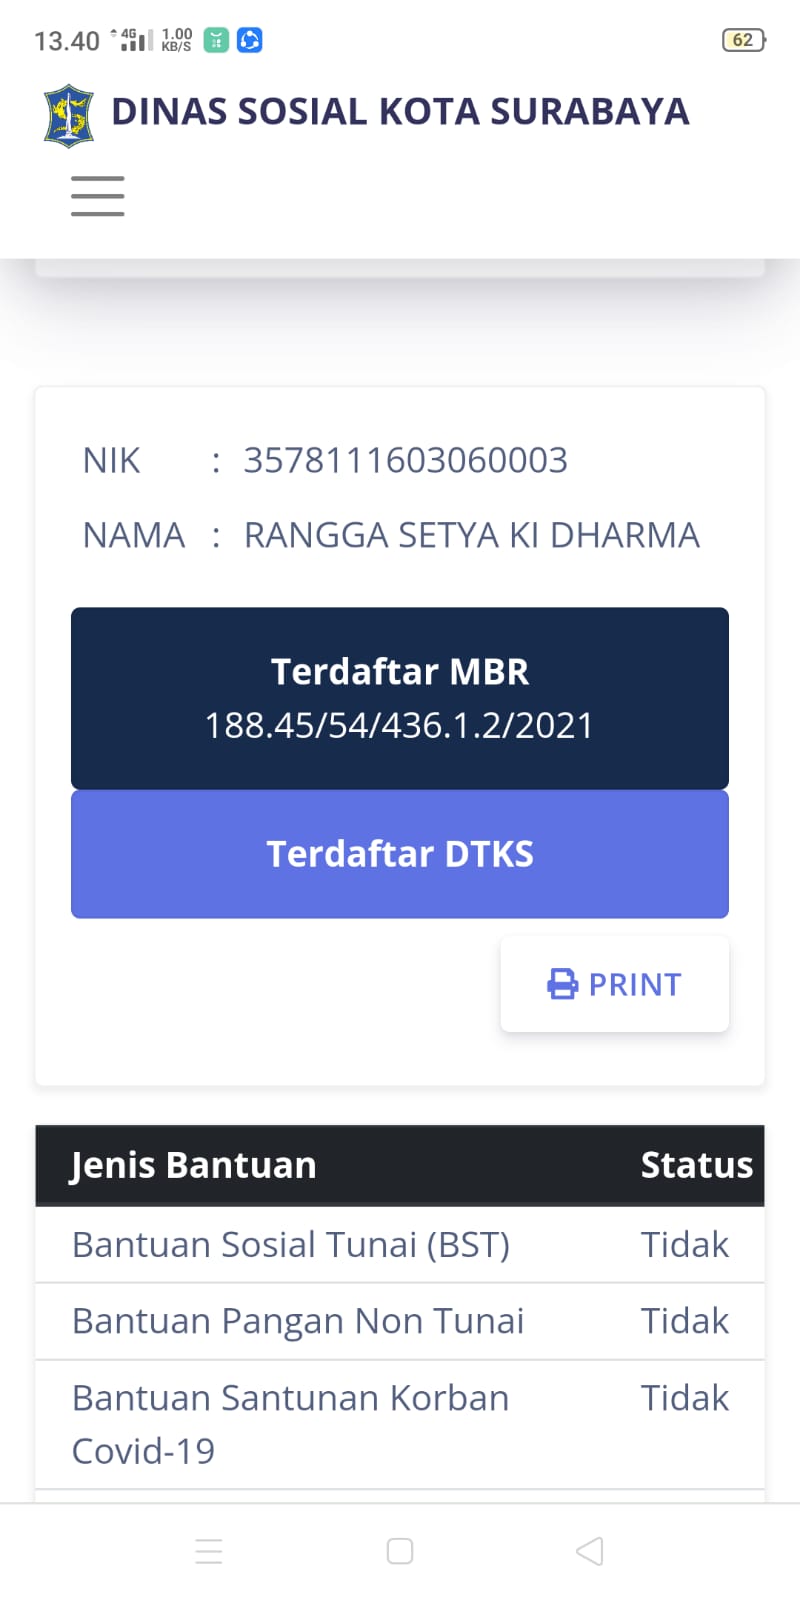 13.40 4G 1.00 KB/S 62
DINAS SOSIAL KOTA SURABAYA
NIK : 3578111603060003
NAMA : RANGGA SETYA KI DHARMA
Terdaftar MBR
188.45/54/436.1.2/2021
Terdaftar DTKS
PRINT
Jenis Bantuan Status
Bantuan Sosial Tunai (BST) Tidak
Bantuan Pangan Non Tunai Tidak
Bantuan Santunan Korban Tidak
Covid-19